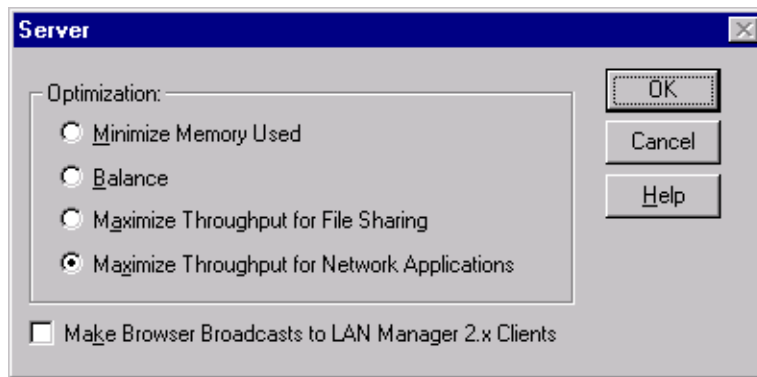 Server
Optimization:
OK
Minimize Memory Used
Cancel
Balance
Help
Maximize Throughput for File Sharing
Maximize Throughput for Network Applications
Make Browser Broadcasts to LAN Manager 2.x Clients